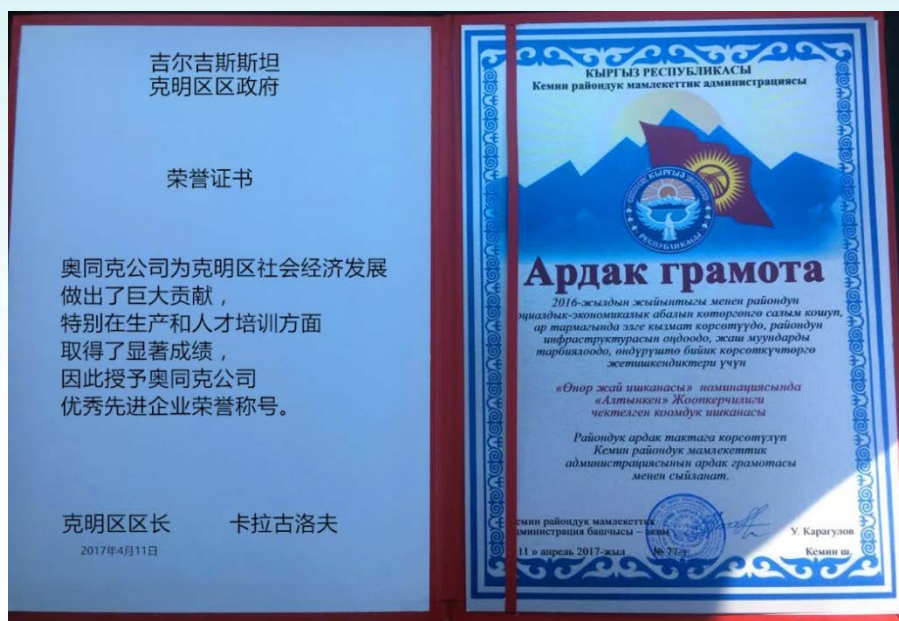 吉尔吉斯斯坦
克明区区政府
荣誉证书
奥同克公司为克明区社会经济发展
做出了巨大贡献，
特别在生产和人才培训方面
取得了显著成绩，
因此授予奥同克公司
优秀先进企业荣誉称号。
克明区区长 卡拉古洛夫
2017年4月11日
КЫРГЫЗ РЕСПУБЛИКАСЫ
Кемин райондук мамлекеттик администрациясы
КЫРГЫЗ
РЕСПУБЛИКАСЫ
Ардак грамота
2016-жылдын жыйынтыгы менен райондун
оциалдык-экономикалык абалын көтөргөнгө салым кошуп,
ар тармагында элге кызмат көрсөтүүдө, райондун
инфраструктурасын оңдоодо, жаш муундарды
тарбиялоодо, өндүрүштө бийик көрсөткүчтөргө
жетишкендиктери үчүн
«Өнөр жай ишканасы» номинациясында
«Алтынкен» Жоопкерчилиги
чектелген коомдук ишканасы
Райондук ардак тактага көрсөтүлүп
Кемин райондук мамлекеттик
администрациясынын ардак грамотасы
менен сыйланат.
емин райондук мамлекеттик
дминистрация башчысы – аким У. Карагулов
11 » апрель 2017-жыл № 77-т Кемин ш.